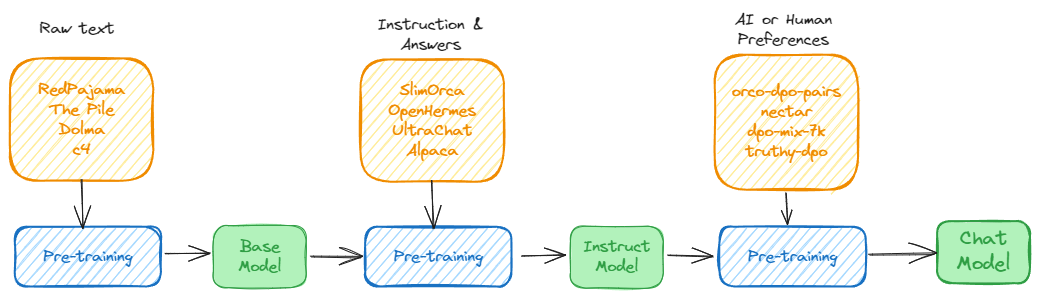 Raw text
RedPajama
The Pile
Dolma
c4
Pre-training
Base
Model
Instruction &
Answers
SlimOrca
OpenHermes
UltraChat
Alpaca
Pre-training
Instruct
Model
AI or Human
Preferences
orco-dpo-pairs
nectar
dpo-mix-7k
truthy-dpo
Pre-training
Chat
Model